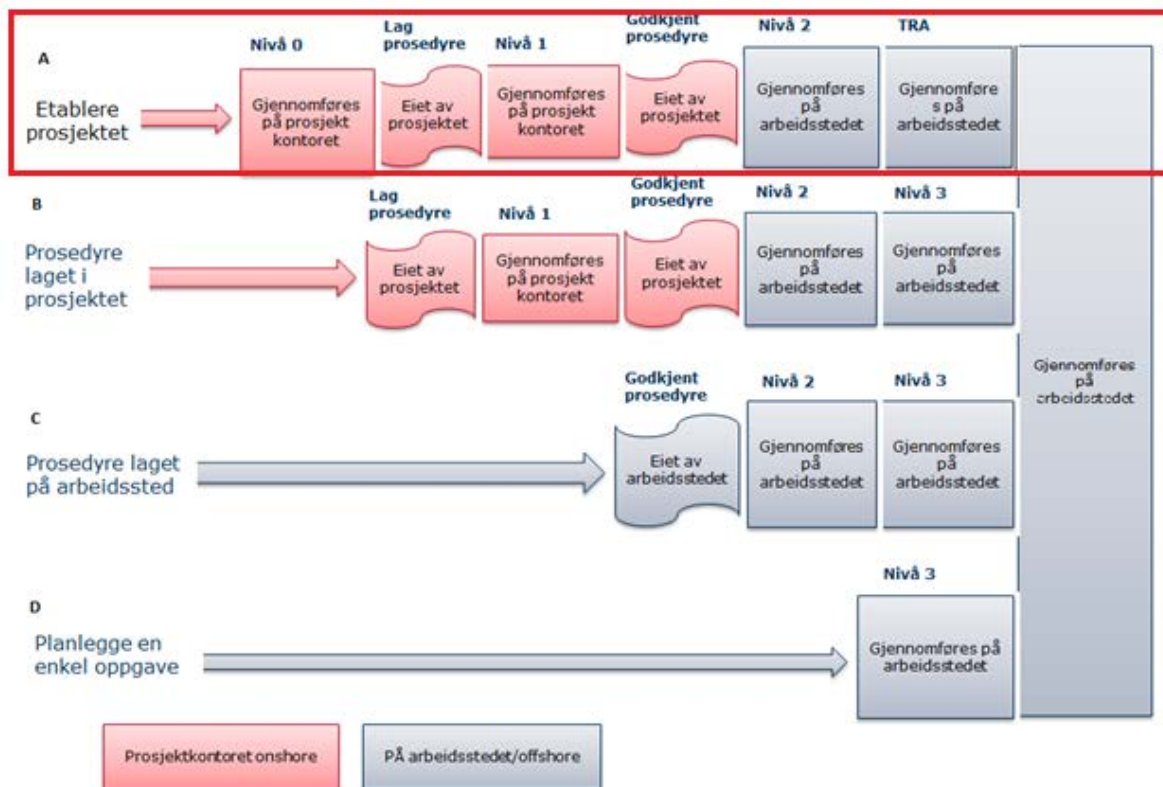 Nivå 0
Lag
prosedyre
Nivå 1
Godkjent
prosedyre
Nivå 2
TRA
A
Etablere
prosjektet
Gjennomføres
på prosjekt
kontoret
Eiet av
prosjektet
Gjennomføres
på prosjekt
kontoret
Eiet av
prosjektet
Gjennomføres
på
arbeidsstedet
Gjennomføre
s på
arbeidsstedet
B
Prosedyre
laget i
prosjektet
Lag
prosedyre
Nivå 1
Godkjent
prosedyre
Nivå 2
Nivå 3
Eiet av
prosjektet
Gjennomføres
på prosjekt
kontoret
Eiet av
prosjektet
Gjennomføres
på
arbeidsstedet
Gjennomføres
på
arbeidsstedet
Gjennomføres
på
arbeidsstedet
C
Prosedyre laget
på arbeidssted
Godkjent
prosedyre
Nivå 2
Nivå 3
Eiet av
arbeidsstedet
Gjennomføres
på
arbeidsstedet
Gjennomføres
på
arbeidsstedet
D
Planlegge en
enkel oppgave
Nivå 3
Gjennomføres på
arbeidsstedet
Prosjektkontoret onshore
PÅ arbeidsstedet/offshore